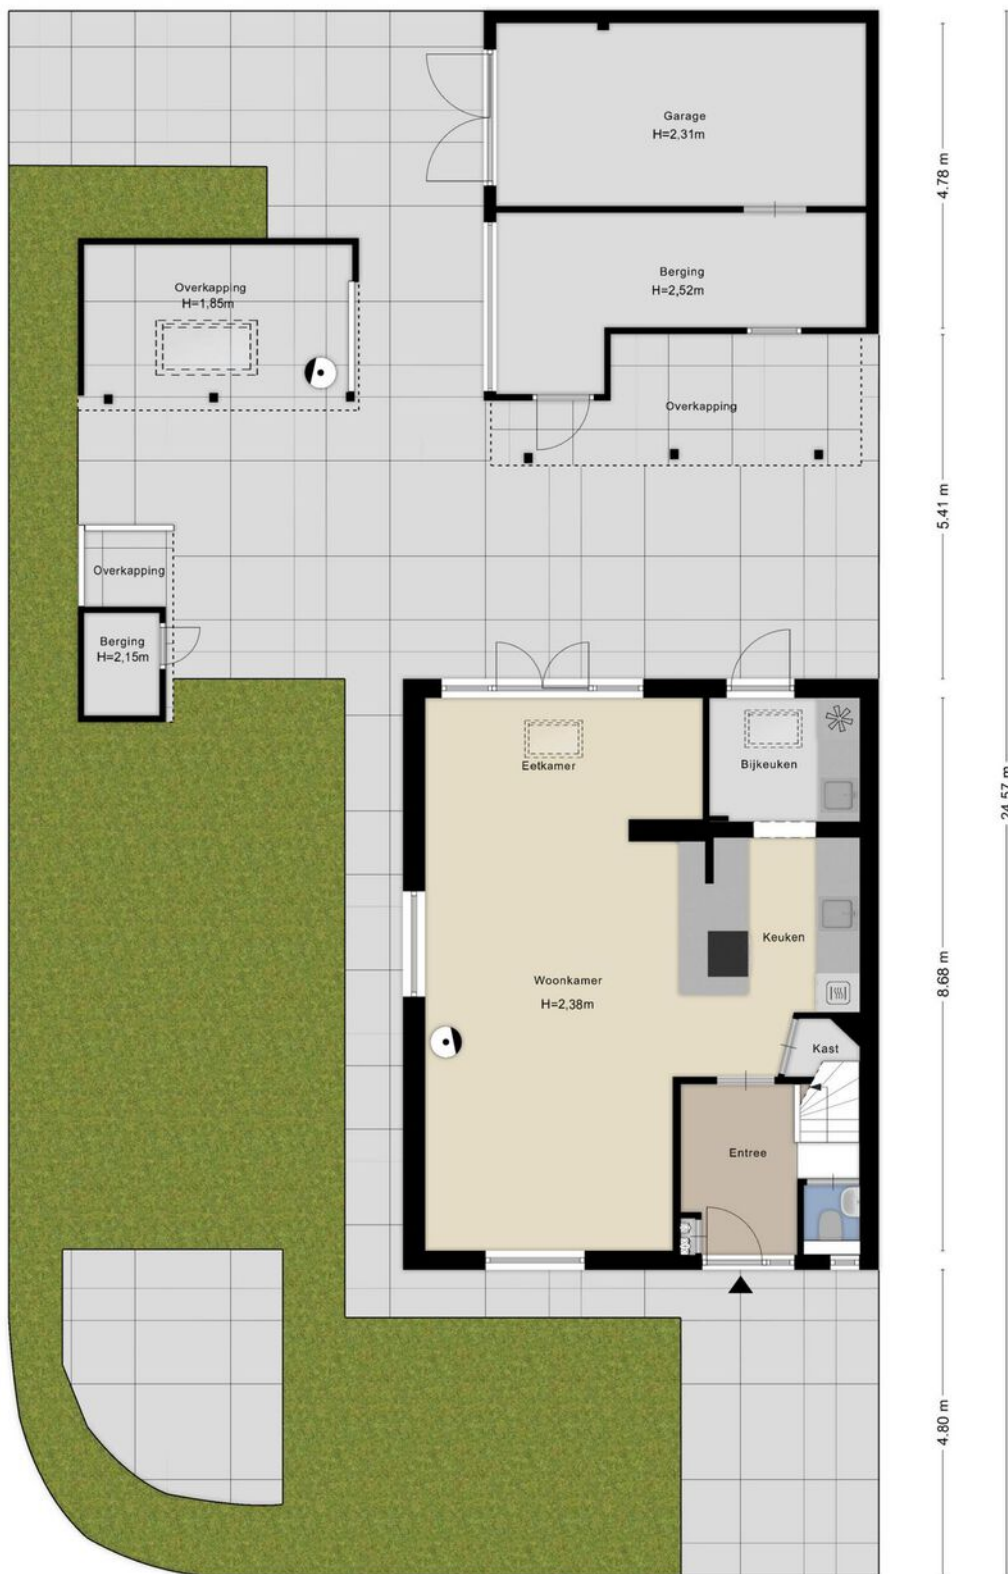 Garage
H=2,31m
4.78 m
Berging
H=2,52m
Overkapping
H=1,85m
Overkapping
5.41 m
Overkapping
Berging
H=2,15m
Eetkamer
Bijkeuken
24.57 m
Keuken
8.68 m
Woonkamer
H=2,38m
Kast
Entree
4.80 m